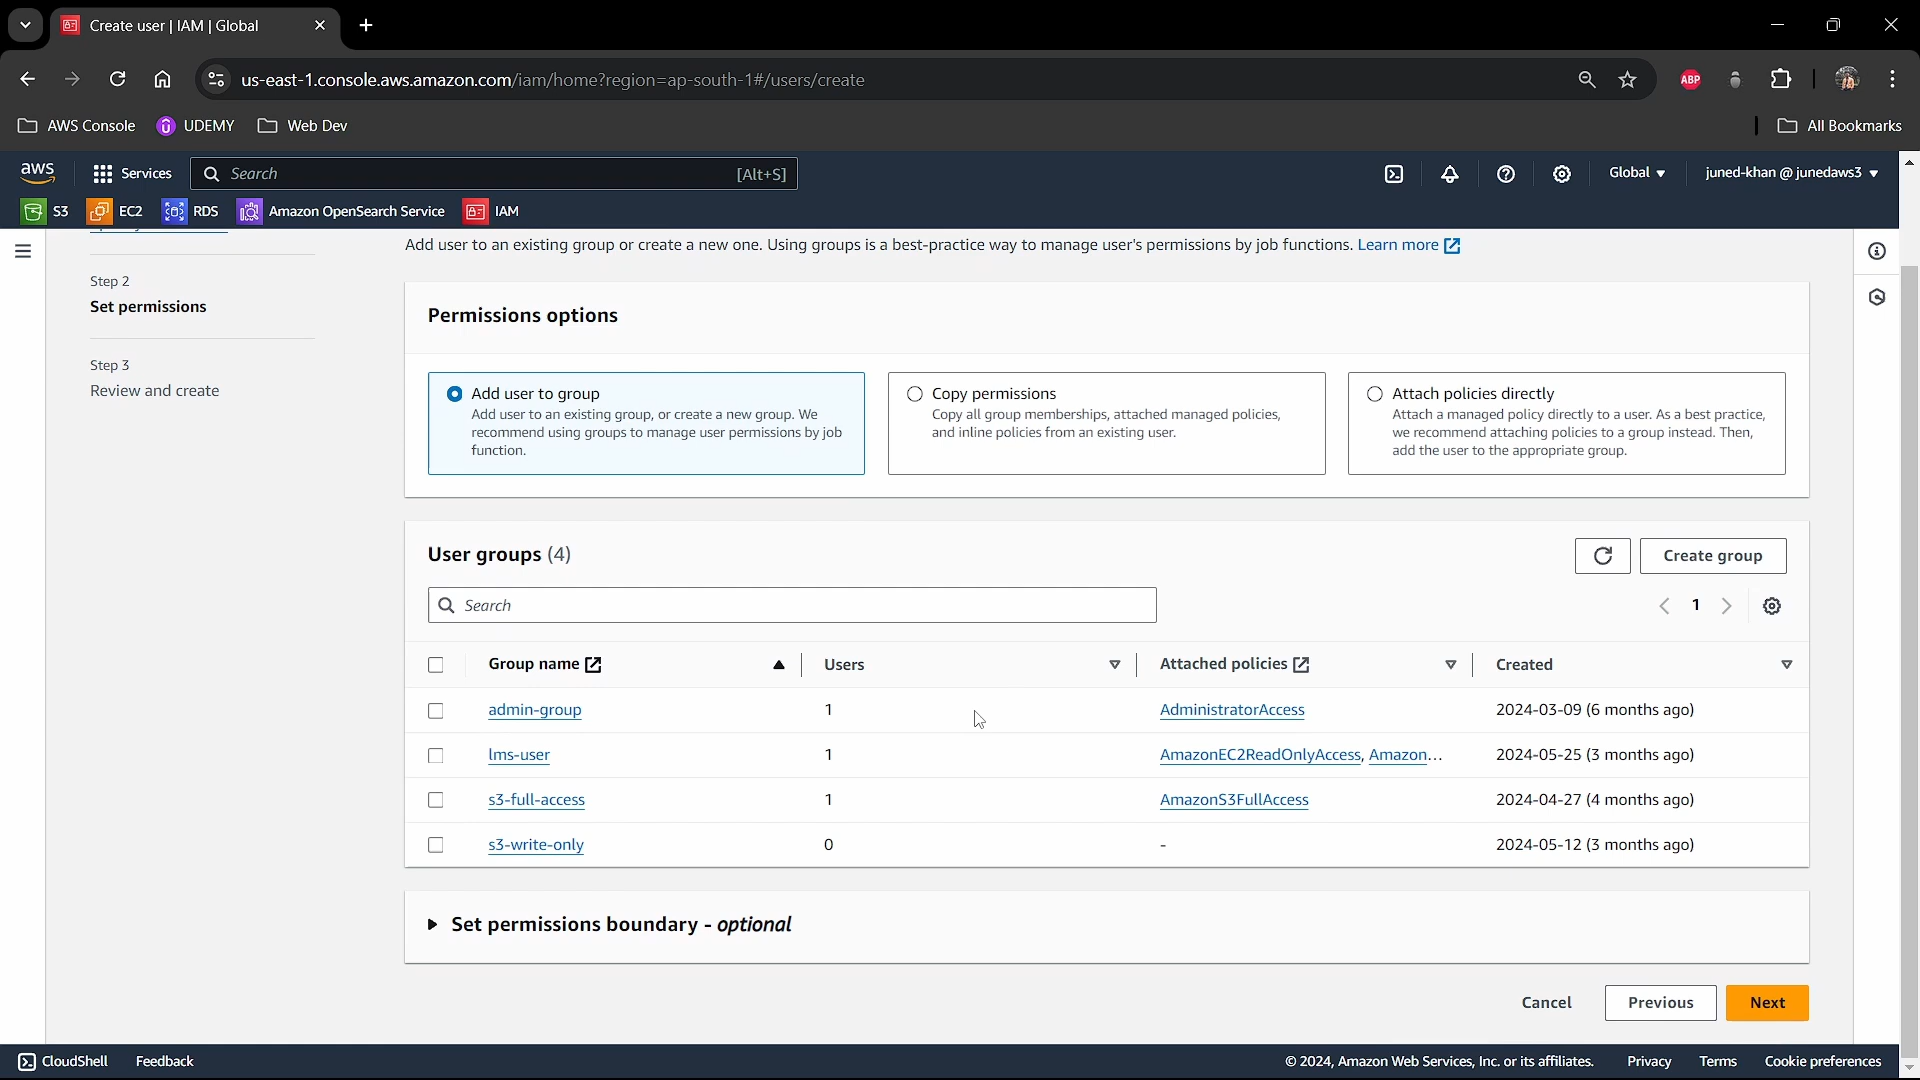 Create user | IAM | Global
us-east-1.console.aws.amazon.com/iam/home?region=ap-south-1#/users/create
ABP
AWS Console
UDEMY
Web Dev
All Bookmarks
aws
Services
Search
[Alt+S]
Global
juned-khan @ junedaws3
S3
EC2
RDS
Amazon OpenSearch Service
IAM
Add user to an existing group or create a new one. Using groups is a best-practice way to manage user's permissions by job functions. Learn more
Step 2
Set permissions
Step 3
Review and create
Permissions options
Add user to group
Add user to an existing group, or create a new group. We
recommend using groups to manage user permissions by job
function.
Copy permissions
Copy all group memberships, attached managed policies,
and inline policies from an existing user.
Attach policies directly
Attach a managed policy directly to a user. As a best practice,
we recommend attaching policies to a group instead. Then,
add the user to the appropriate group.
User groups (4)
Create group
Search
1
Group name
Users
Attached policies
Created
admin-group
1
AdministratorAccess
2024-03-09 (6 months ago)
lms-user
1
AmazonEC2ReadOnlyAccess, Amazon...
2024-05-25 (3 months ago)
s3-full-access
1
AmazonS3FullAccess
2024-04-27 (4 months ago)
s3-write-only
0
-
2024-05-12 (3 months ago)
Set permissions boundary - optional
Cancel
Previous
Next
CloudShell
Feedback
© 2024, Amazon Web Services, Inc. or its affiliates.
Privacy
Terms
Cookie preferences